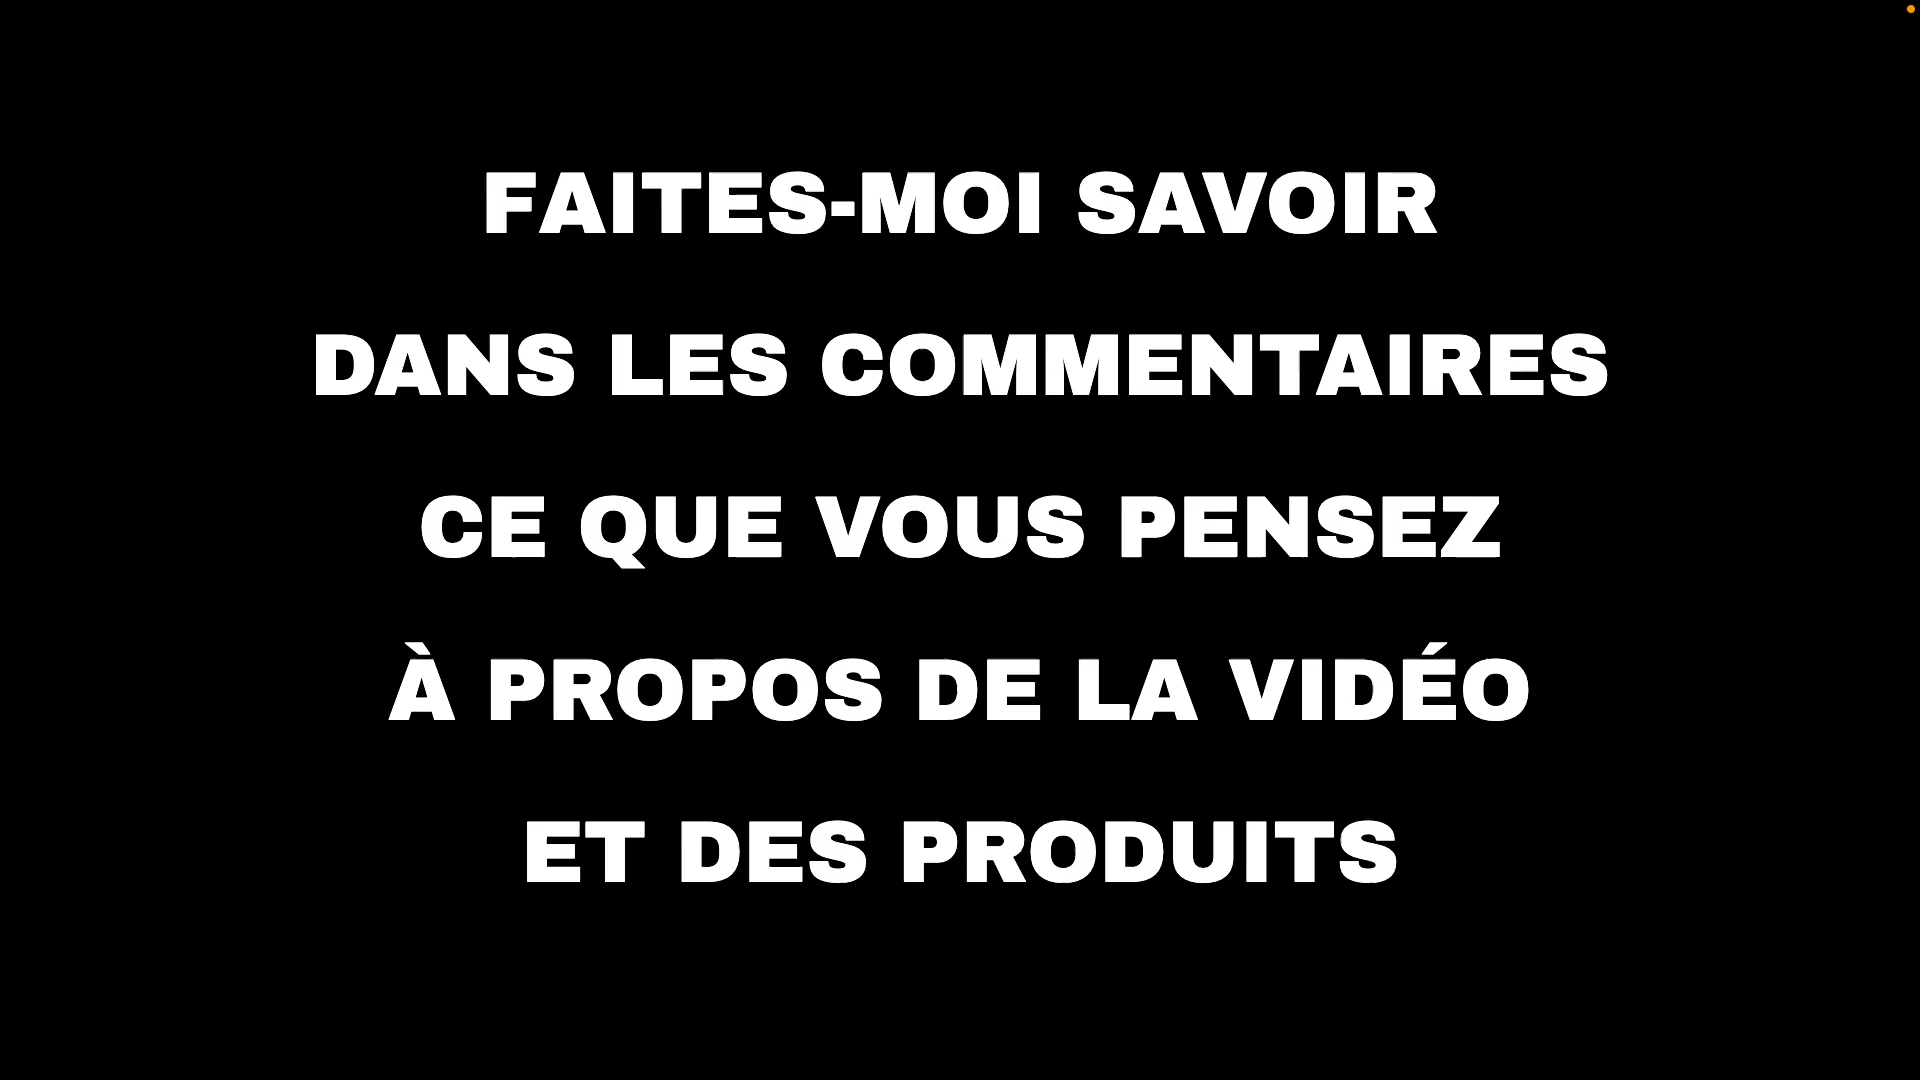 FAITES-MOI SAVOIR
DANS LES COMMENTAIRES
CE QUE VOUS PENSEZ
À PROPOS DE LA VIDÉO
ET DES PRODUITS